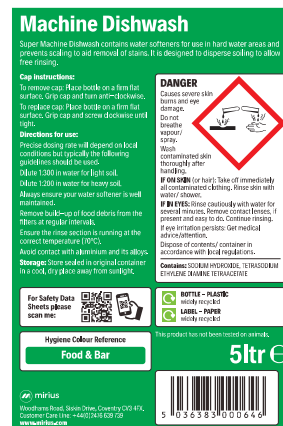 Machine Dishwash
Super Machine Dishwash contains water softeners for use in hard water areas and
prevents scaling to aid removal of stains. It is designed to disperse soiling to allow
free rinsing.
Cap Instructions:
To remove cap: Place bottle on a firm flat
surface. Grip cap and turn anti-clockwise.
To replace cap: Place bottle on a firm flat
surface. Grip cap and screw clockwise until
tight.
Directions for use:
Precise dosing rate will depend on local
conditions but typically the following
guidelines should be used.
Dilute 1:300 in water for light soil.
Dilute 1:200 in water for heavy soil.
Always ensure your water softener is well
maintained.
Remove build-up of food debris from the
filters at regular intervals.
Ensure the rinse section is running at the
correct temperature (70°C).
Avoid contact with aluminium and its alloys.
Storage: Store sealed in original container
in a cool, dry place away from sunlight.
DANGER
Causes severe skin
burns and eye
damage.
Do not
breathe
vapour/
spray.
Wash
contaminated skin
thoroughly after
handling.
IF ON SKIN (or hair): Take off immediately
all contaminated clothing. Rinse skin with
water/ shower.
IF IN EYES: Rinse cautiously with water for
several minutes. Remove contact lenses, if
present and easy to do. Continue rinsing.
If eye irritation persists: Get medical
advice/attention.
Dispose of contents/ container in
accordance with local regulations.
Contains: SODIUM HYDROXIDE, TETRASODIUM
ETHYLENE DIAMINE TETRAACETATE
For Safety Data
Sheets please
scan me:
BOTTLE - PLASTIC
widely recycled
LABEL - PAPER
widely recycled
This product has not been tested on animals.
Hygiene Colour Reference
Food & Bar
5ltr e
mirius
Woodhams Road, Siskin Drive, Coventry CV3 4FX,
Customer Care Line: +44(0)2476 639 739
www.mirius.com
5 036383 000646